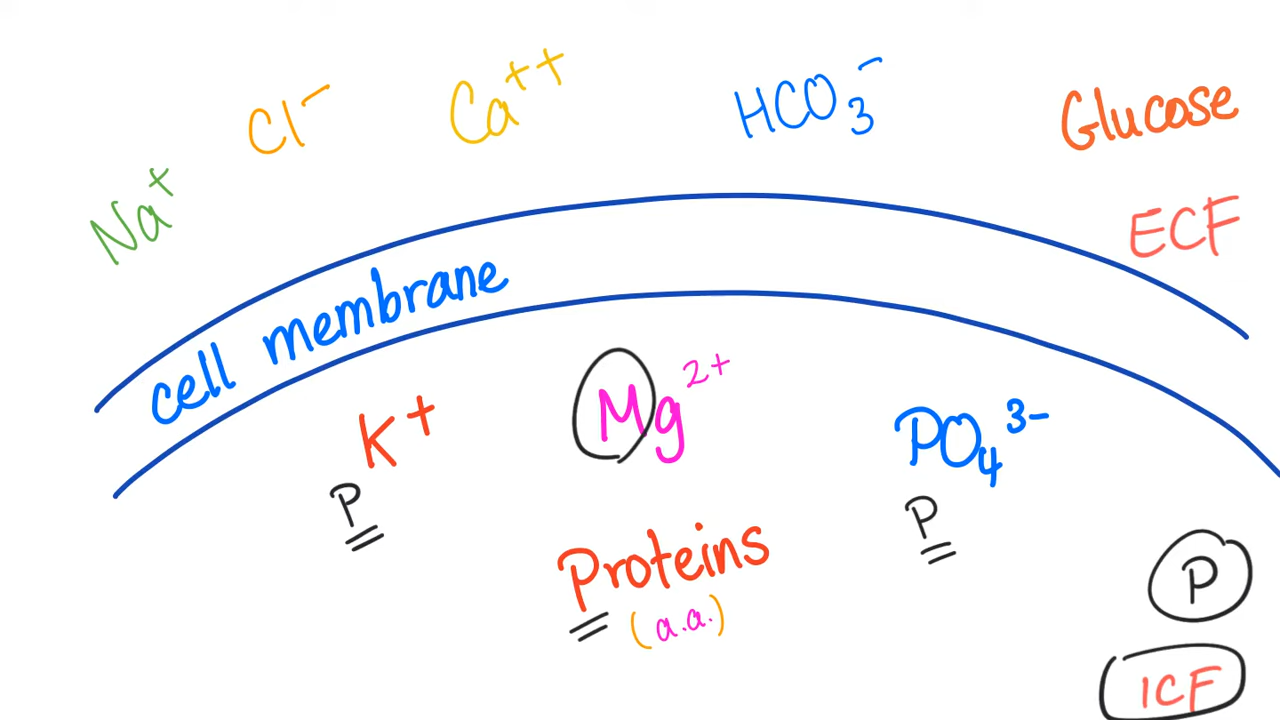 Cl⁻
Ca⁺⁺
HCO₃⁻
Glucose
Na⁺
ECF
cell membrane
K⁺
Mg²⁺
PO₄³⁻
P
P
Proteins
(a.a.)
P
ICF